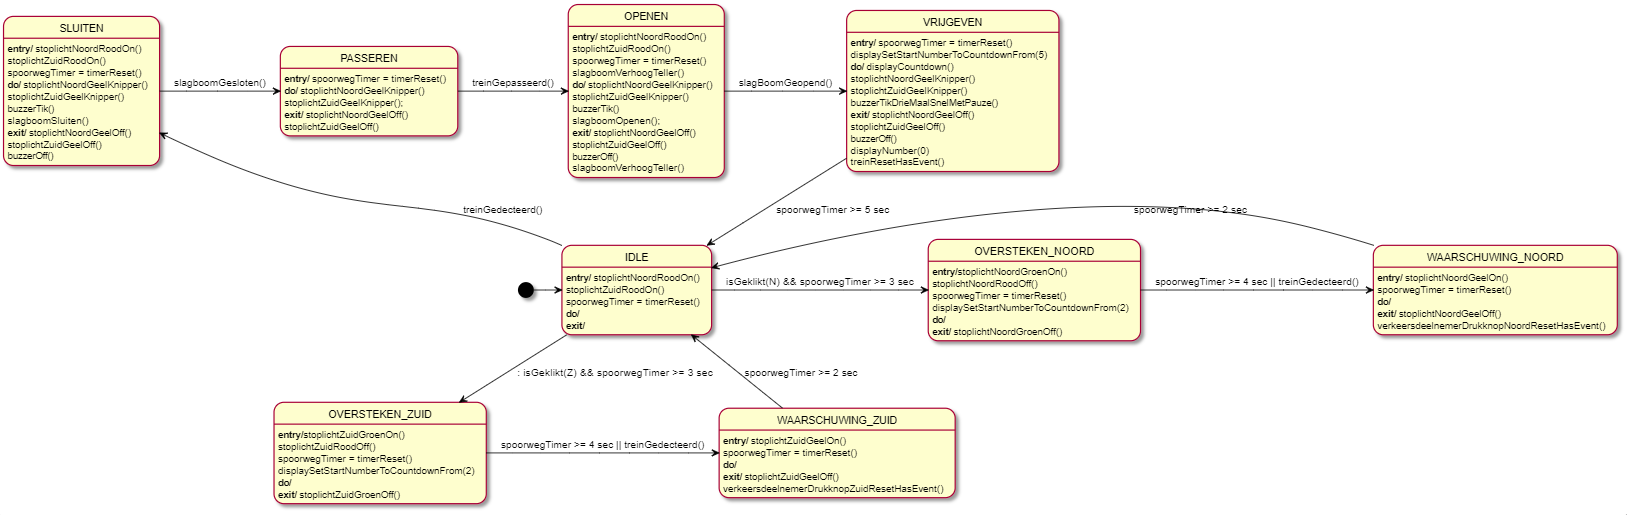 SLUITEN
entry/ stoplichtNoordRoodOn()
stoplichtZuidRoodOn()
spoorwegTimer = timerReset()
do/ stoplichtNoordGeelKnipper()
stoplichtZuidGeelKnipper()
buzzerTik()
slagboomSluiten()
exit/ stoplichtNoordGeelOff()
stoplichtZuidGeelOff()
buzzerOff()
slagboomGesloten()
PASSEREN
entry/ spoorwegTimer = timerReset()
do/ stoplichtNoordGeelKnipper()
stoplichtZuidGeelKnipper();
exit/ stoplichtNoordGeelOff()
stoplichtZuidGeelOff()
treinGepasseerd()
OPENEN
entry/ stoplichtNoordRoodOn()
stoplichtZuidRoodOn()
spoorwegTimer = timerReset()
slagboomVerhoogTeller()
do/ stoplichtNoordGeelKnipper()
stoplichtZuidGeelKnipper()
buzzerTik()
slagboomOpenen();
exit/ stoplichtNoordGeelOff()
stoplichtZuidGeelOff()
buzzerOff()
slagboomVerhoogTeller()
slagBoomGeopend()
VRIJGEVEN
entry/ spoorwegTimer = timerReset()
displaySetStartNumberToCountdownFrom(5)
do/ displayCountdown()
stoplichtNoordGeelKnipper()
stoplichtZuidGeelKnipper()
buzzerTikDrieMaalSnelMetPauze()
exit/ stoplichtNoordGeelOff()
stoplichtZuidGeelOff()
buzzerOff()
displayNumber(0)
treinResetHasEvent()
treinGedecteerd()
spoorwegTimer >= 5 sec
spoorwegTimer >= 2 sec
IDLE
entry/ stoplichtNoordRoodOn()
stoplichtZuidRoodOn()
spoorwegTimer = timerReset()
do/
exit/
isGeklikt(N) && spoorwegTimer >= 3 sec
OVERSTEKEN_NOORD
entry/stoplichtNoordGroenOn()
stoplichtNoordRoodOff()
spoorwegTimer = timerReset()
displaySetStartNumberToCountdownFrom(2)
do/
exit/ stoplichtNoordGroenOff()
spoorwegTimer >= 4 sec || treinGedecteerd()
WAARSCHUWING_NOORD
entry/ stoplichtNoordGeelOn()
spoorwegTimer = timerReset()
do/
exit/ stoplichtNoordGeelOff()
verkeersdeelnemerDrukknopNoordResetHasEvent()
: isGeklikt(Z) && spoorwegTimer >= 3 sec
spoorwegTimer >= 2 sec
OVERSTEKEN_ZUID
entry/stoplichtZuidGroenOn()
stoplichtZuidRoodOff()
spoorwegTimer = timerReset()
displaySetStartNumberToCountdownFrom(2)
do/
exit/ stoplichtZuidGroenOff()
spoorwegTimer >= 4 sec || treinGedecteerd()
WAARSCHUWING_ZUID
entry/ stoplichtZuidGeelOn()
spoorwegTimer = timerReset()
do/
exit/ stoplichtZuidGeelOff()
verkeersdeelnemerDrukknopZuidResetHasEvent()